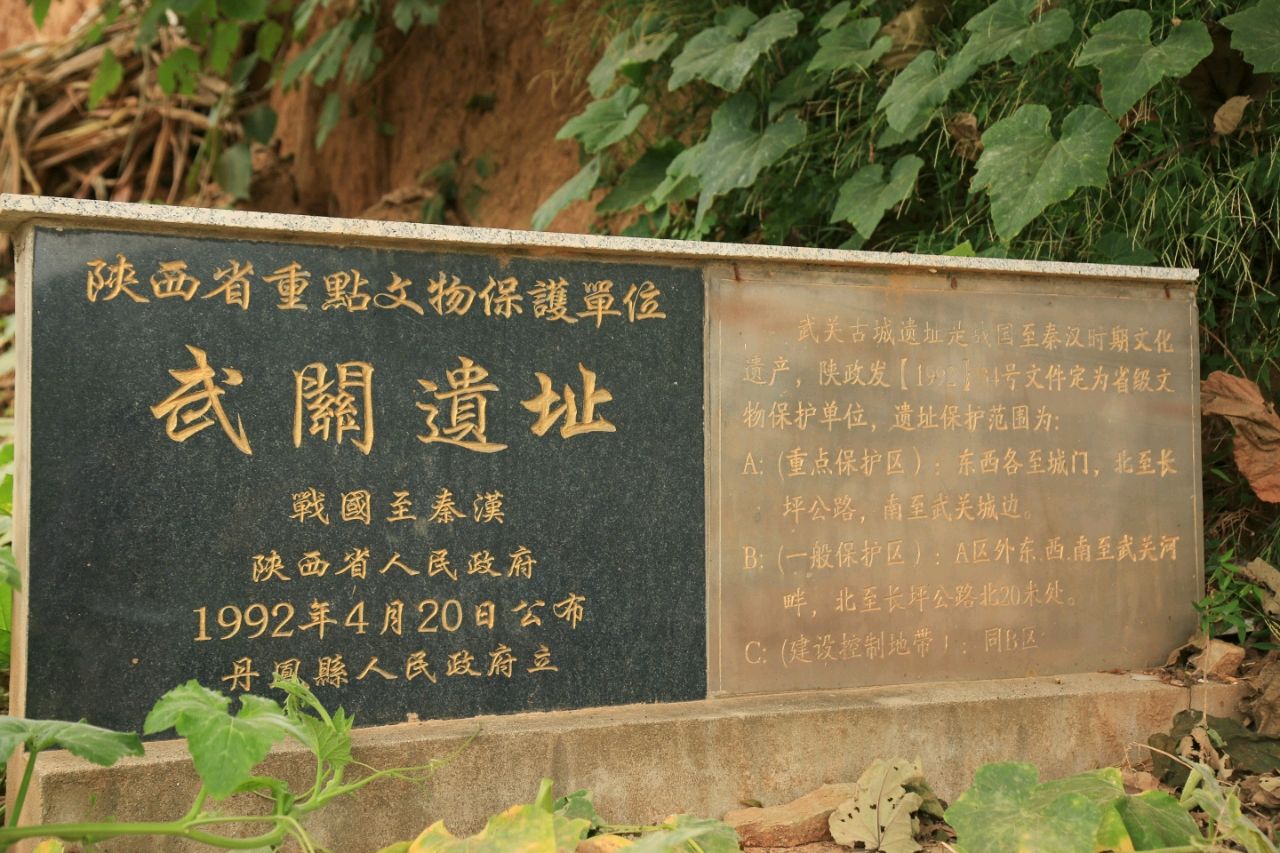 陝西省重點文物保護單位
武關遺址
戰國至秦漢
陝西省人民政府
1992年4月20日公布
丹鳳縣人民政府立
武关古城遗址是战国至秦汉时期文化
遗产，陕政发【1992】34号文件定为省级文
物保护单位，遗址保护范围为：
A:（重点保护区）：东西各至城门，北至长
坪公路，南至武关城边。
B:（一般保护区）：A区外东.西.南至武关河
畔，北至长坪公路北20米处。
C:（建设控制地带）：同B区